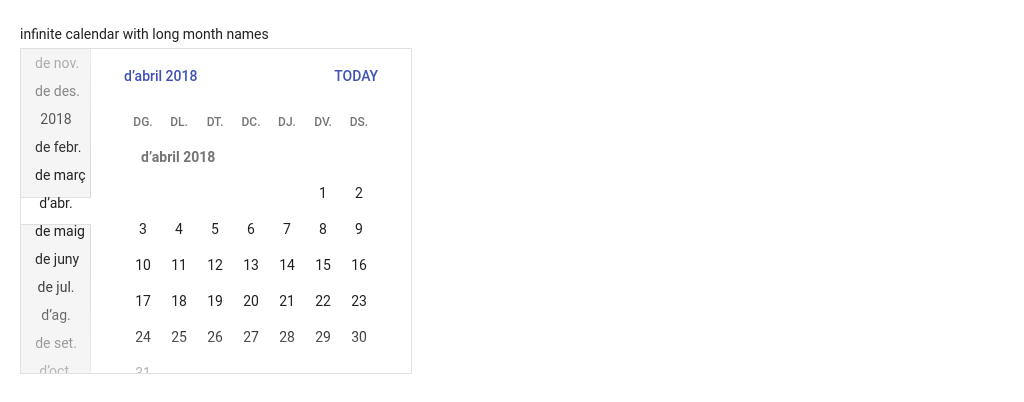 infinite calendar with long month names
de nov.
de des.
2018
de febr.
de març
d’abr.
de maig
de juny
de jul.
d’ag.
de set.
d’oct.
d’abril 2018 TODAY
DG. DL. DT. DC. DJ. DV. DS.
d’abril 2018
1 2
3 4 5 6 7 8 9
10 11 12 13 14 15 16
17 18 19 20 21 22 23
24 25 26 27 28 29 30
31